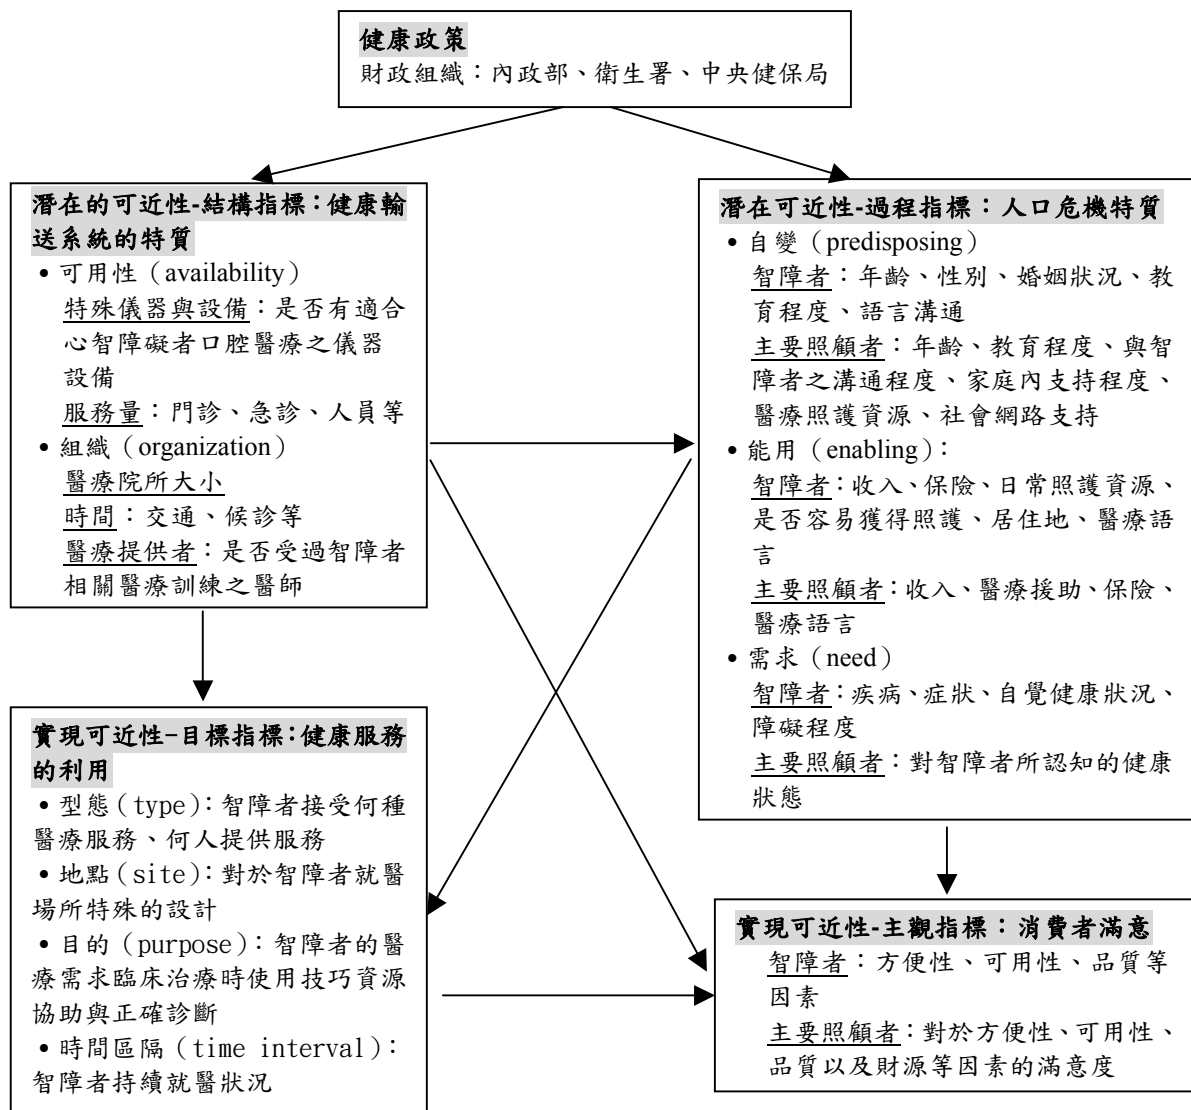 健康政策
財政組織：內政部、衛生署、中央健保局
潛在的可近性-結構指標：健康輸
送系統的特質
• 可用性（availability）
特殊儀器與設備：是否有適合
心智障礙者口腔醫療之儀器
設備
服務量：門診、急診、人員等
• 組織（organization）
醫療院所大小
時間：交通、候診等
醫療提供者：是否受過智障者
相關醫療訓練之醫師
潛在可近性-過程指標：人口危機特質
• 自變（predisposing）
智障者：年齡、性別、婚姻狀況、教
育程度、語言溝通
主要照顧者：年齡、教育程度、與智
障者之溝通程度、家庭內支持程度、
醫療照護資源、社會網路支持
• 能用（enabling）：
智障者：收入、保險、日常照護資源、
是否容易獲得照護、居住地、醫療語
言
主要照顧者：收入、醫療援助、保險、
醫療語言
• 需求（need）
智障者：疾病、症狀、自覺健康狀況、
障礙程度
主要照顧者：對智障者所認知的健康
狀態
實現可近性-目標指標：健康服務
的利用
• 型態（type）：智障者接受何種
醫療服務、何人提供服務
• 地點（site）：對於智障者就醫
場所特殊的設計
• 目的（purpose）：智障者的醫
療需求臨床治療時使用技巧資源
協助與正確診斷
• 時間區隔（time interval）：
智障者持續就醫狀況
實現可近性-主觀指標：消費者滿意
智障者：方便性、可用性、品質等
因素
主要照顧者：對於方便性、可用性、
品質以及財源等因素的滿意度